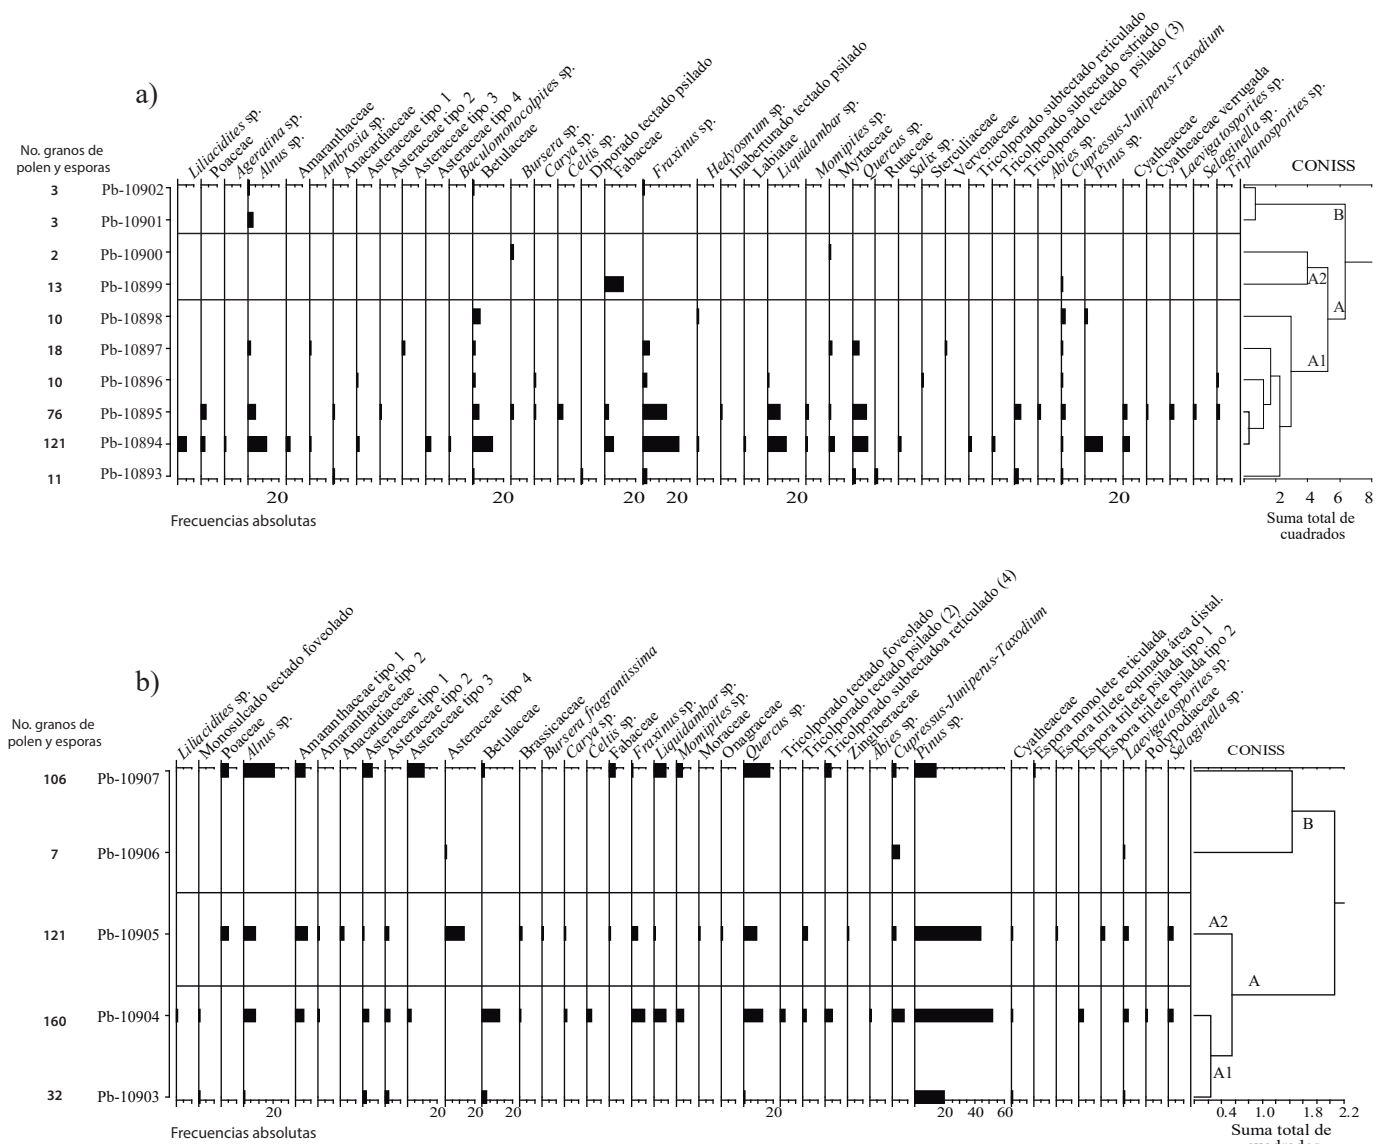 a)
No. granos de
polen y esporas
Liliacidites sp.
Poaceae
Ageratina sp.
Alnus sp.
Amaranthaceae
Ambrosia sp.
Anacardiaceae
Asteraceae tipo 1
Asteraceae tipo 2
Asteraceae tipo 3
Asteraceae tipo 4
Baculomonocolpites sp.
Betulaceae
Bursera sp.
Carya sp.
Celtis sp.
Diporado tectado psilado
Fabaceae
Fraxinus sp.
Hedyosmum sp.
Inaberturado tectado psilado
Labiatae
Liquidambar sp.
Momipites sp.
Myrtaceae
Quercus sp.
Rutaceae
Salix sp.
Sterculiaceae
Vervenaceae
Tricolporado subtectado reticulado
Tricolporado subtectado estriado
Tricolporado tectado psilado (3)
Abies sp.
Cupressus-Juniperus-Taxodium
Pinus sp.
Cyatheaceae
Cyatheaceae verrugada
Laevigatosporites sp.
Selaginella sp.
Triplanosporites sp.
CONISS
3 Pb-10902
3 Pb-10901
2 Pb-10900
13 Pb-10899
10 Pb-10898
18 Pb-10897
10 Pb-10896
76 Pb-10895
121 Pb-10894
11 Pb-10893
B
A2
A
A1
20 20 20 20 20 20 20
2 4 6 8
Frecuencias absolutas
Suma total de
cuadrados
b)
No. granos de
polen y esporas
Liliacidites sp.
Monosulcado tectado foveolado
Poaceae
Alnus sp.
Amaranthaceae tipo 1
Amaranthaceae tipo 2
Anacardiaceae
Asteraceae tipo 1
Asteraceae tipo 2
Asteraceae tipo 3
Asteraceae tipo 4
Betulaceae
Brassicaceae
Bursera fragrantissima
Carya sp.
Celtis sp.
Fabaceae
Fraxinus sp.
Liquidambar sp.
Momipites sp.
Moraceae
Onagraceae
Quercus sp.
Tricolporado tectado foveolado
Tricolporado tectado psilado (2)
Tricolporado subtectadoa reticulado (4)
Zingiberaceae
Abies sp.
Cupressus-Juniperus-Taxodium
Pinus sp.
Cyatheaceae
Espora monolete reticulada
Espora trilete equinada área distal.
Espora trilete psilada tipo 1
Espora trilete psilada tipo 2
Laevigatosporites sp.
Polypodiaceae
Selaginella sp.
CONISS
106 Pb-10907
7 Pb-10906
121 Pb-10905
160 Pb-10904
32 Pb-10903
B
A2
A
A1
20 20 20 20 20 20 40 60
0.4 1.0 1.6 2.2
Frecuencias absolutas
Suma total de